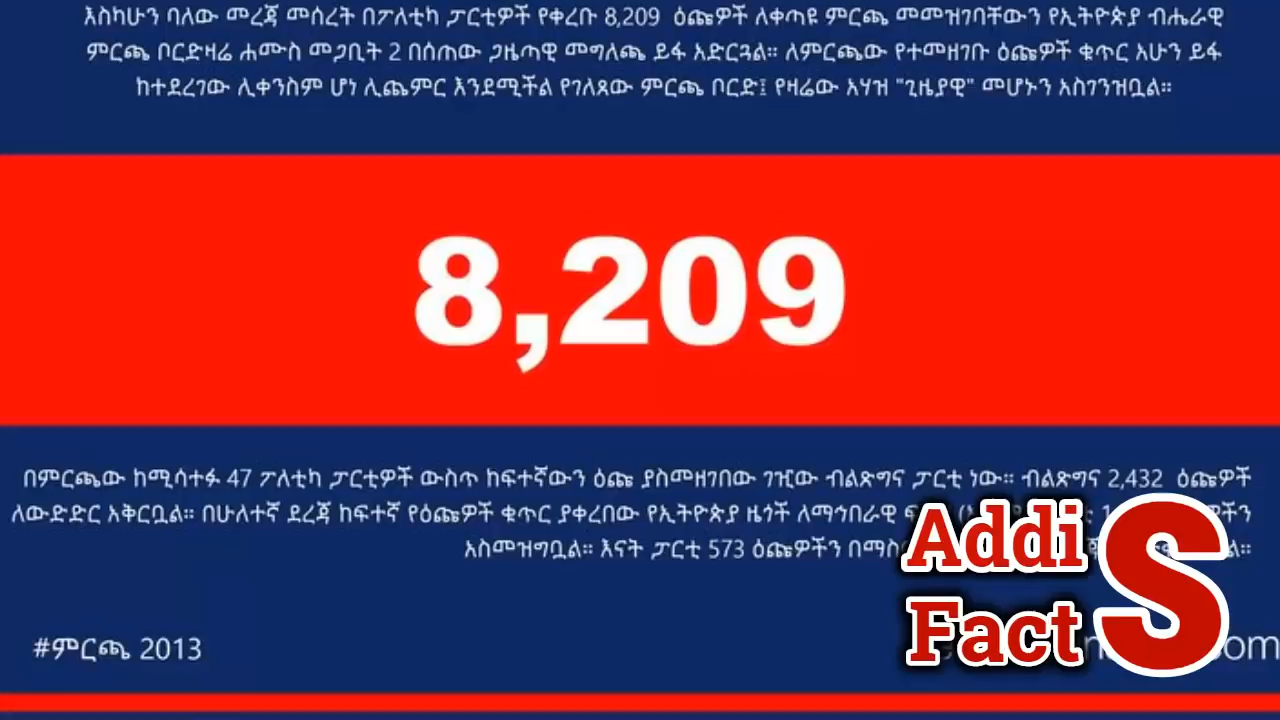 እስካሁን ባለው መረጃ መሰረት በፖለቲካ ፓርቲዎች የቀረቡ 8,209 ዕጩዎች ለቀጣዩ ምርጫ መመዝገባቸውን የኢትዮጵያ ብሔራዊ
ምርጫ ቦርድዛሬ ሐሙስ መጋቢት 2 በሰጠው ጋዜጣዊ መግለጫ ይፋ አድርጓል። ለምርጫው የተመዘገቡ ዕጩዎች ቁጥር አሁን ይፋ
ከተደረገው ሊቀንስም ሆነ ሊጨምር እንደሚችል የገለጸው ምርጫ ቦርድ፤ የዛሬው አሃዝ "ጊዜያዊ" መሆኑን አስገንዝቧል።
8,209
በምርጫው ከሚሳተፉ 47 ፖለቲካ ፓርቲዎች ውስጥ ከፍተኛውን ዕጩ ያስመዘገበው ገዢው ብልጽግና ፓርቲ ነው። ብልጽግና 2,432 ዕጩዎች
ለውድድር አቅርቧል። በሁለተኛ ደረጃ ከፍተኛ የዕጩዎች ቁጥር ያቀረበው የኢትዮጵያ ዜጎች ለማኅበራዊ
አስመዝግቧል። እናት ፓርቲ 573 ዕጩዎችን
#ምርጫ 2013
Addi
Fact S